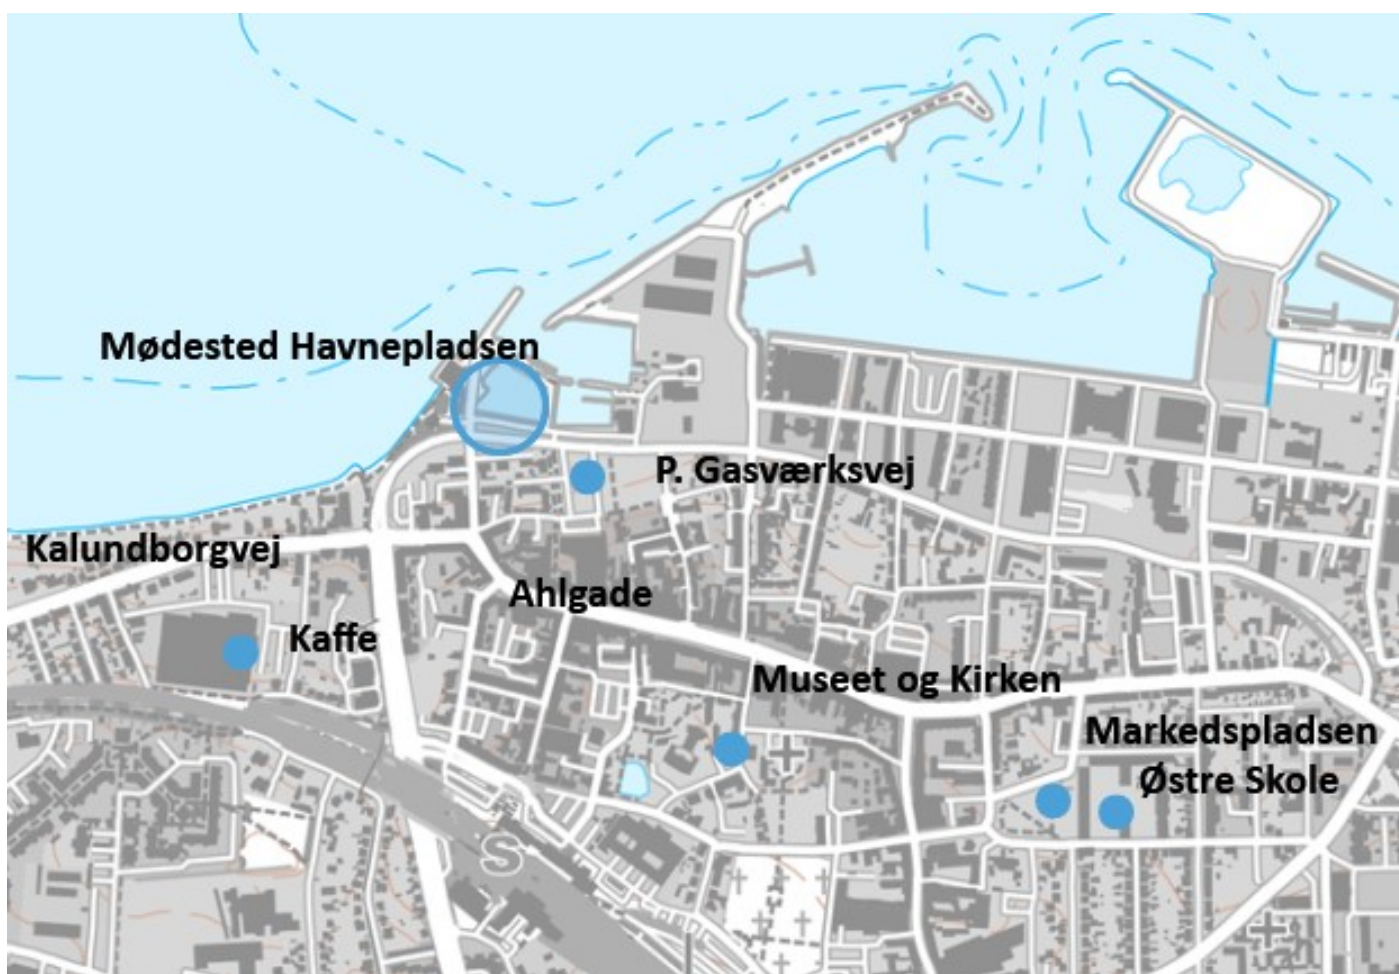 Mødested Havnepladsen
P. Gasværksvej
Kalundborgvej
Ahlgade
Kaffe
Museet og Kirken
Markedspladsen
Østre Skole
S